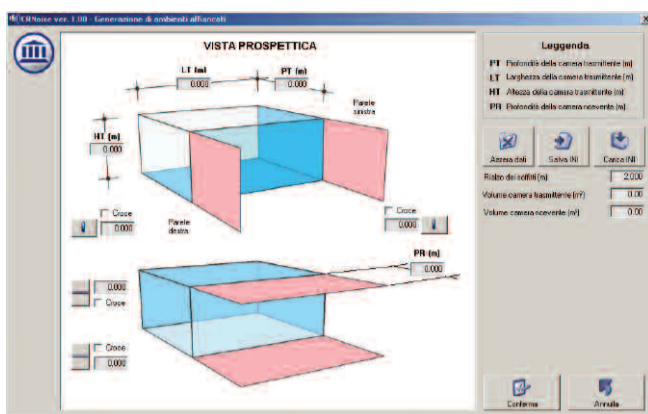 CRNoise ver. 1.00 - Generazione di ambienti affiancati
VISTA PROSPETTICA
LT (m)
0.000
PT (m)
0.000
HT (m)
0.000
Parete
sinistra
Croce
0.000
Parete
destra
Croce
0.000
PR (m)
0.000
0.000
Croce
Croce
0.000
Leggenda
PT Profondità della camera trasmittente (m)
LT Larghezza della camera trasmittente (m)
HT Altezza della camera trasmittente (m)
PR Profondità della camera ricevente (m)
Azzera dati
Salva INI
Carica INI
Rialzo dei soffitti (m) 2.000
Volume camera trasmittente (m³) 0.00
Volume camera ricevente (m³) 0.00
Conferma
Annulla